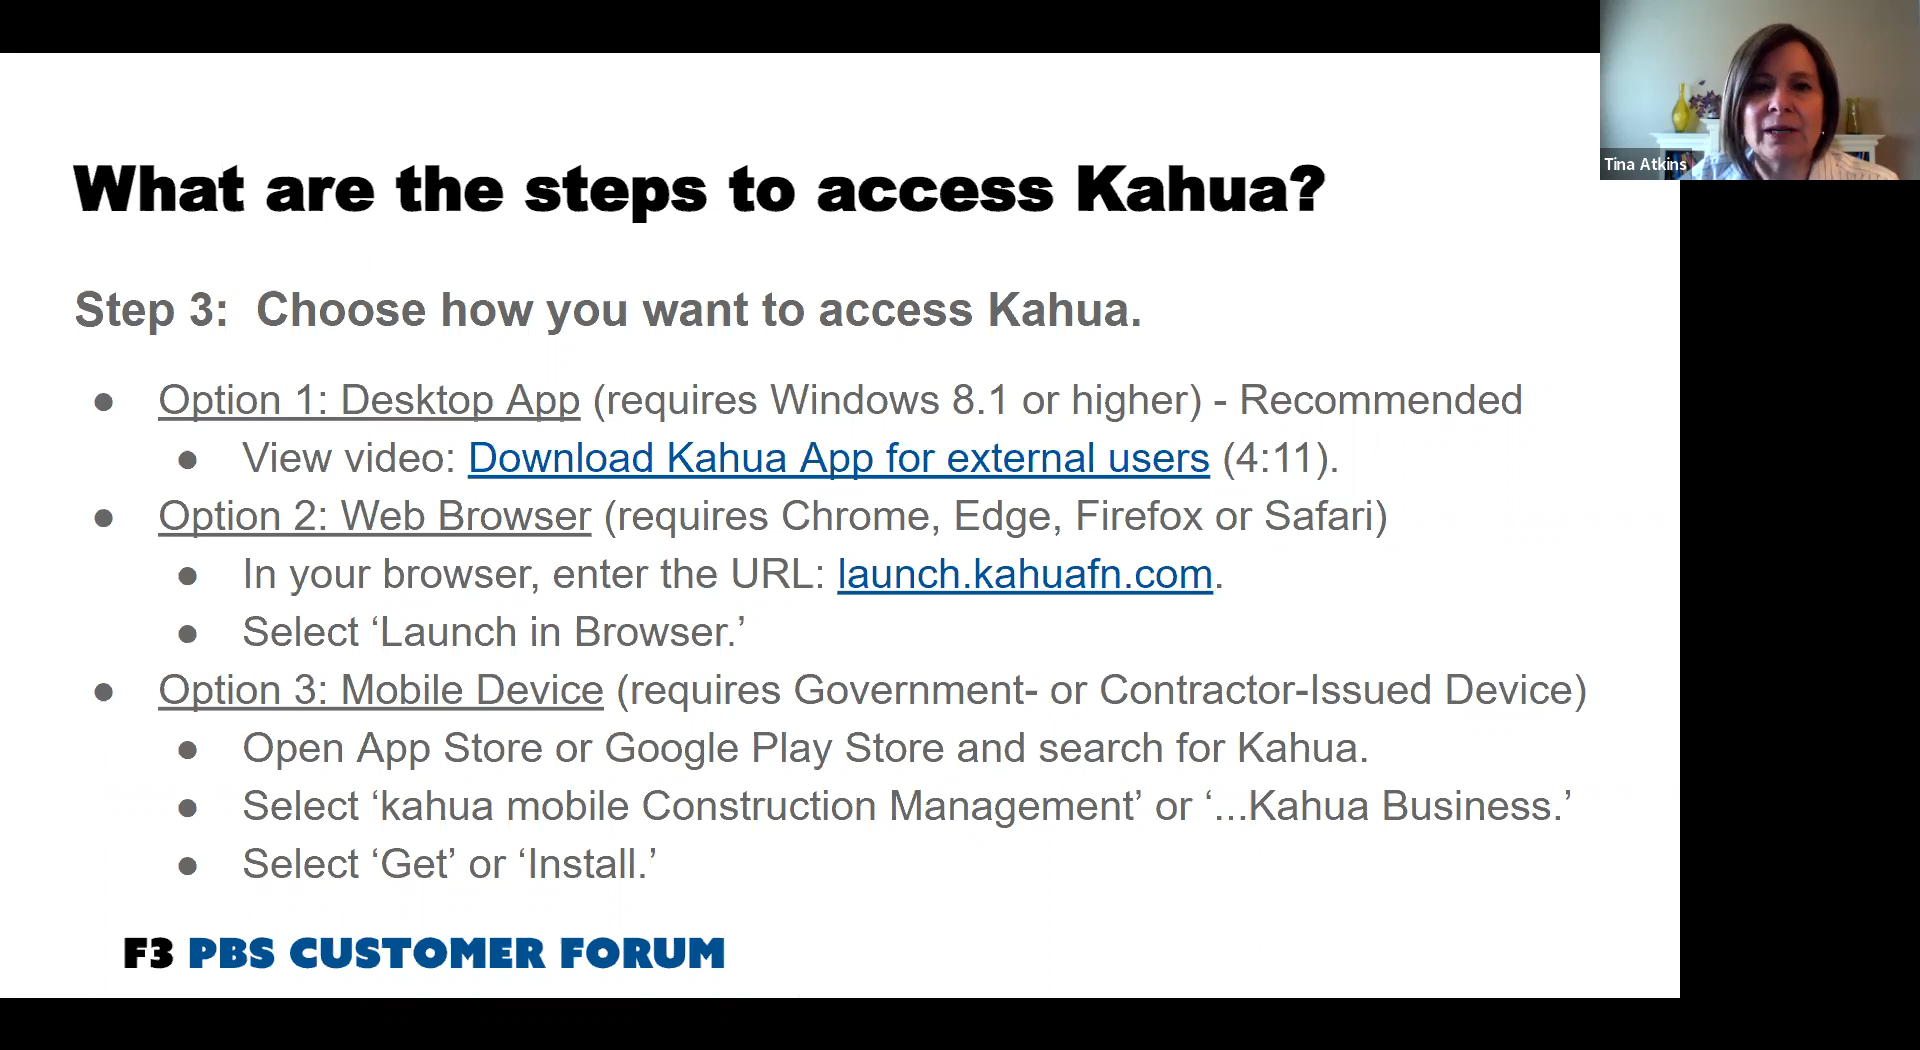 What are the steps to access Kahua?
Step 3: Choose how you want to access Kahua.
● Option 1: Desktop App (requires Windows 8.1 or higher) - Recommended
● View video: Download Kahua App for external users (4:11).
● Option 2: Web Browser (requires Chrome, Edge, Firefox or Safari)
● In your browser, enter the URL: launch.kahuafn.com.
● Select ‘Launch in Browser.’
● Option 3: Mobile Device (requires Government- or Contractor-Issued Device)
● Open App Store or Google Play Store and search for Kahua.
● Select ‘kahua mobile Construction Management’ or ‘...Kahua Business.’
● Select ‘Get’ or ‘Install.’
F3 PBS CUSTOMER FORUM
Tina Atkins